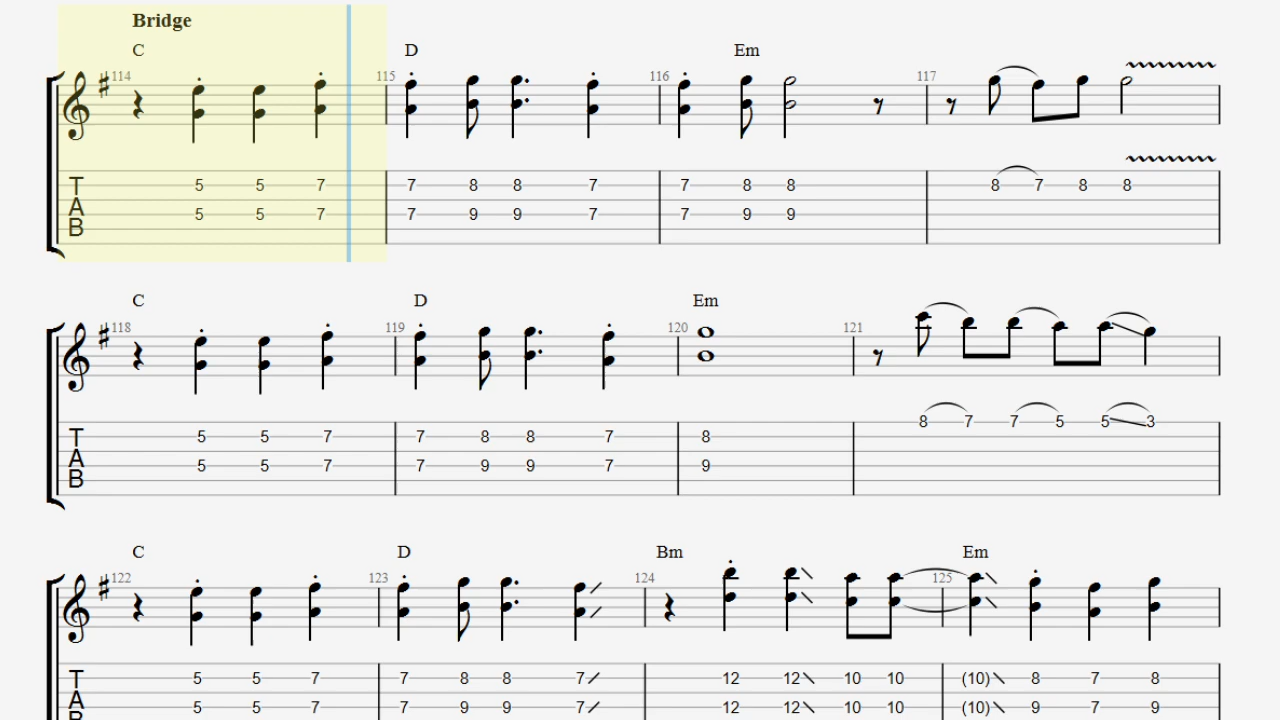 Bridge
C D Em
114 115 116 117
T 5 5 7 7 8 8 7 7 8 8 8 7 8 8
A 5 5 7 7 9 9 7 7 9 9
B
C D Em
118 119 120 121
8 7 7 5 5 3
T 5 5 7 7 8 8 7 8
A 5 5 7 7 9 9 7 9
B
C D Bm Em
122 123 124 125
T 5 5 7 7 8 8 7 12 12 10 10 (10) 8 7 8
A 5 5 7 7 9 9 7 12 12 10 10 (10) 9 7 9